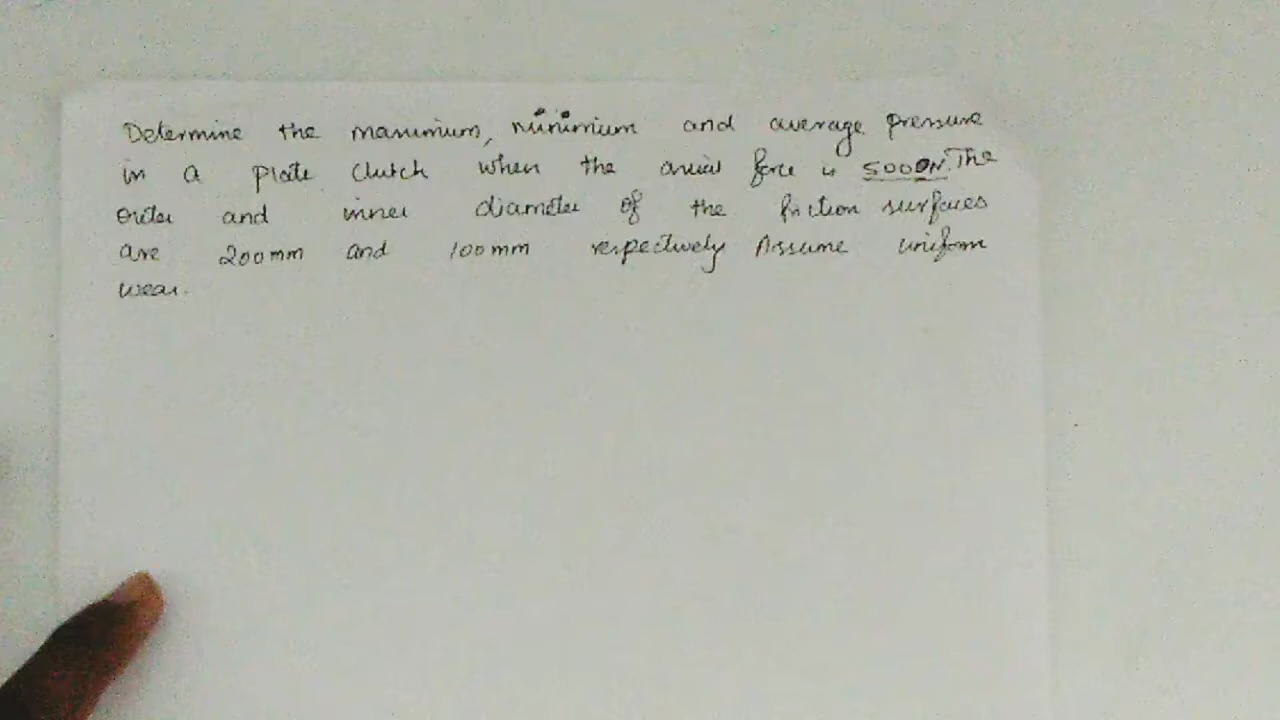 Determine the maximum, minimum and average pressure
in a plate clutch when the axial force is 5000N. The
outer and inner diameter of the friction surfaces
are 200mm and 100mm respectively Assume uniform
wear.